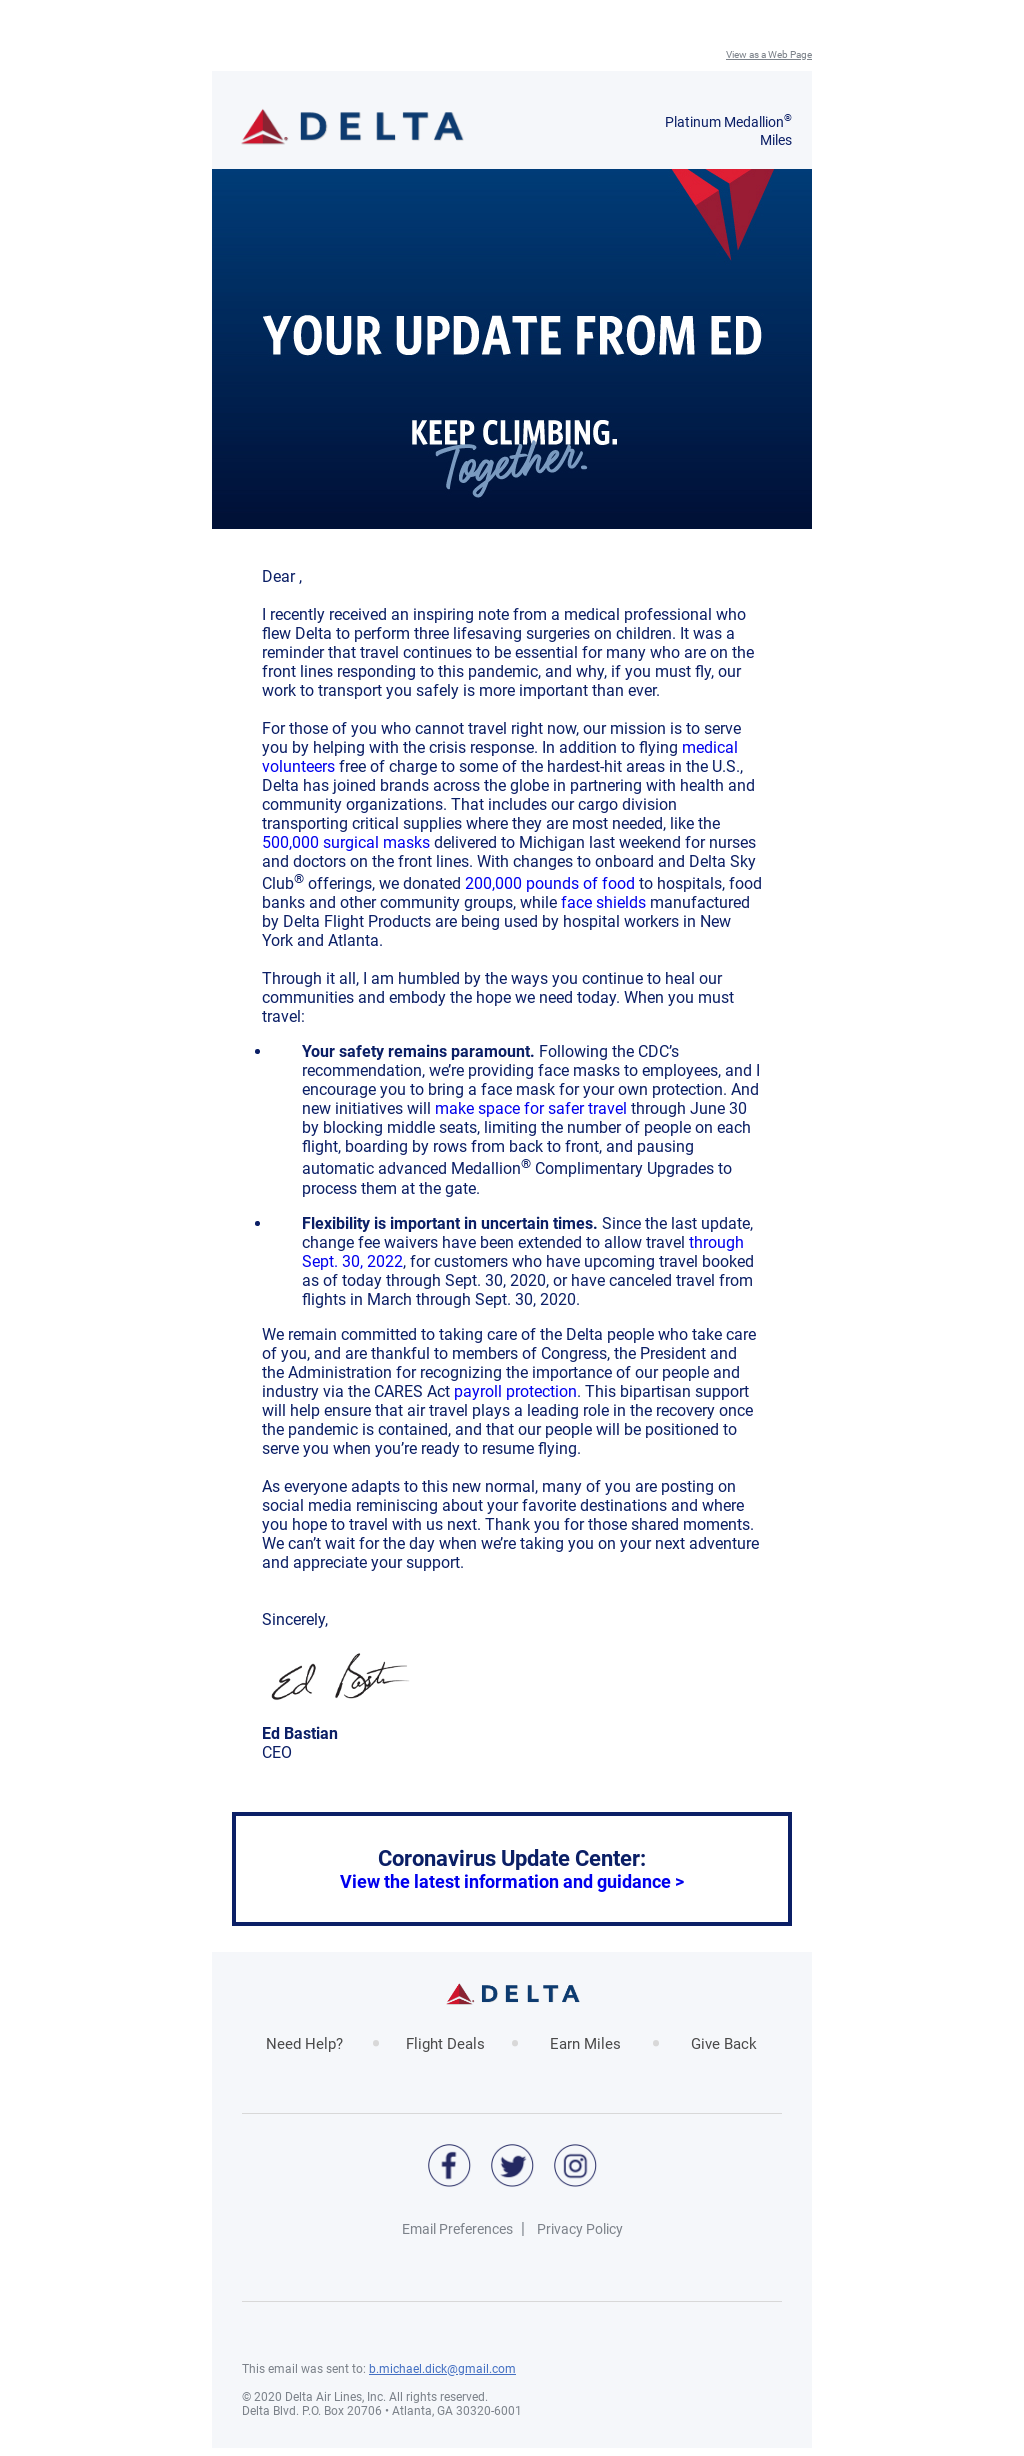 View as a Web Page
DELTA
Platinum Medallion®
Miles
YOUR UPDATE FROM ED
KEEP CLIMBING.
Together.
Dear ,
I recently received an inspiring note from a medical professional who
flew Delta to perform three lifesaving surgeries on children. It was a
reminder that travel continues to be essential for many who are on the
front lines responding to this pandemic, and why, if you must fly, our
work to transport you safely is more important than ever.
For those of you who cannot travel right now, our mission is to serve
you by helping with the crisis response. In addition to flying medical
volunteers free of charge to some of the hardest-hit areas in the U.S.,
Delta has joined brands across the globe in partnering with health and
community organizations. That includes our cargo division
transporting critical supplies where they are most needed, like the
500,000 surgical masks delivered to Michigan last weekend for nurses
and doctors on the front lines. With changes to onboard and Delta Sky
Club® offerings, we donated 200,000 pounds of food to hospitals, food
banks and other community groups, while face shields manufactured
by Delta Flight Products are being used by hospital workers in New
York and Atlanta.
Through it all, I am humbled by the ways you continue to heal our
communities and embody the hope we need today. When you must
travel:
• Your safety remains paramount. Following the CDC’s
recommendation, we’re providing face masks to employees, and I
encourage you to bring a face mask for your own protection. And
new initiatives will make space for safer travel through June 30
by blocking middle seats, limiting the number of people on each
flight, boarding by rows from back to front, and pausing
automatic advanced Medallion® Complimentary Upgrades to
process them at the gate.
• Flexibility is important in uncertain times. Since the last update,
change fee waivers have been extended to allow travel through
Sept. 30, 2022, for customers who have upcoming travel booked
as of today through Sept. 30, 2020, or have canceled travel from
flights in March through Sept. 30, 2020.
We remain committed to taking care of the Delta people who take care
of you, and are thankful to members of Congress, the President and
the Administration for recognizing the importance of our people and
industry via the CARES Act payroll protection. This bipartisan support
will help ensure that air travel plays a leading role in the recovery once
the pandemic is contained, and that our people will be positioned to
serve you when you’re ready to resume flying.
As everyone adapts to this new normal, many of you are posting on
social media reminiscing about your favorite destinations and where
you hope to travel with us next. Thank you for those shared moments.
We can’t wait for the day when we’re taking you on your next adventure
and appreciate your support.
Sincerely,
Ed Bastian
Ed Bastian
CEO
Coronavirus Update Center:
View the latest information and guidance >
DELTA
Need Help? • Flight Deals • Earn Miles • Give Back
Email Preferences | Privacy Policy
This email was sent to: b.michael.dick@gmail.com
© 2020 Delta Air Lines, Inc. All rights reserved.
Delta Blvd. P.O. Box 20706 • Atlanta, GA 30320-6001